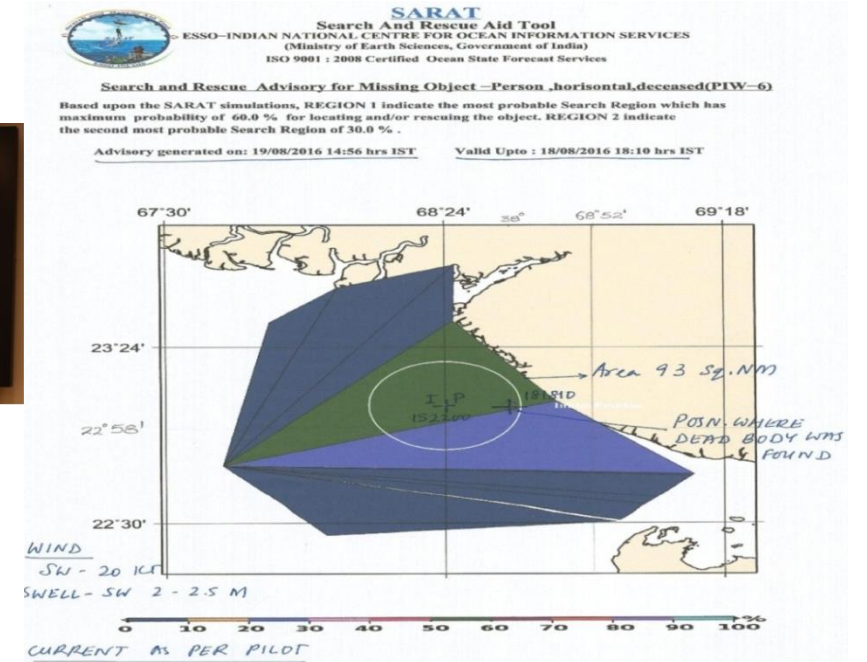 SARAT
Search And Rescue Aid Tool
ESSO-INDIAN NATIONAL CENTRE FOR OCEAN INFORMATION SERVICES
(Ministry of Earth Sciences, Government of India)
ISO 9001 : 2008 Certified Ocean State Forecast Services
Search and Rescue Advisory for Missing Object -Person ,horisontal,deceased(PIW-6)
Based upon the SARAT simulations, REGION 1 indicate the most probable Search Region which has
maximum probability of 60.0 % for locating and/or rescuing the object. REGION 2 indicate
the second most probable Search Region of 30.0 % .
Advisory generated on: 19/08/2016 14:56 hrs IST Valid Upto : 18/08/2016 18:10 hrs IST
67°30' 68°24' 38° 68°52' 69°18'
23°24'
Area 93 Sq.NM
I P 181810
152200
22°58'
POSN. WHERE
DEAD BODY WAS
FOUND
22°30'
WIND
SW - 20 KT
SWELL - SW 2 - 2.5 M
0 10 20 30 40 50 60 70 80 90 100 %
CURRENT AS PER PILOT